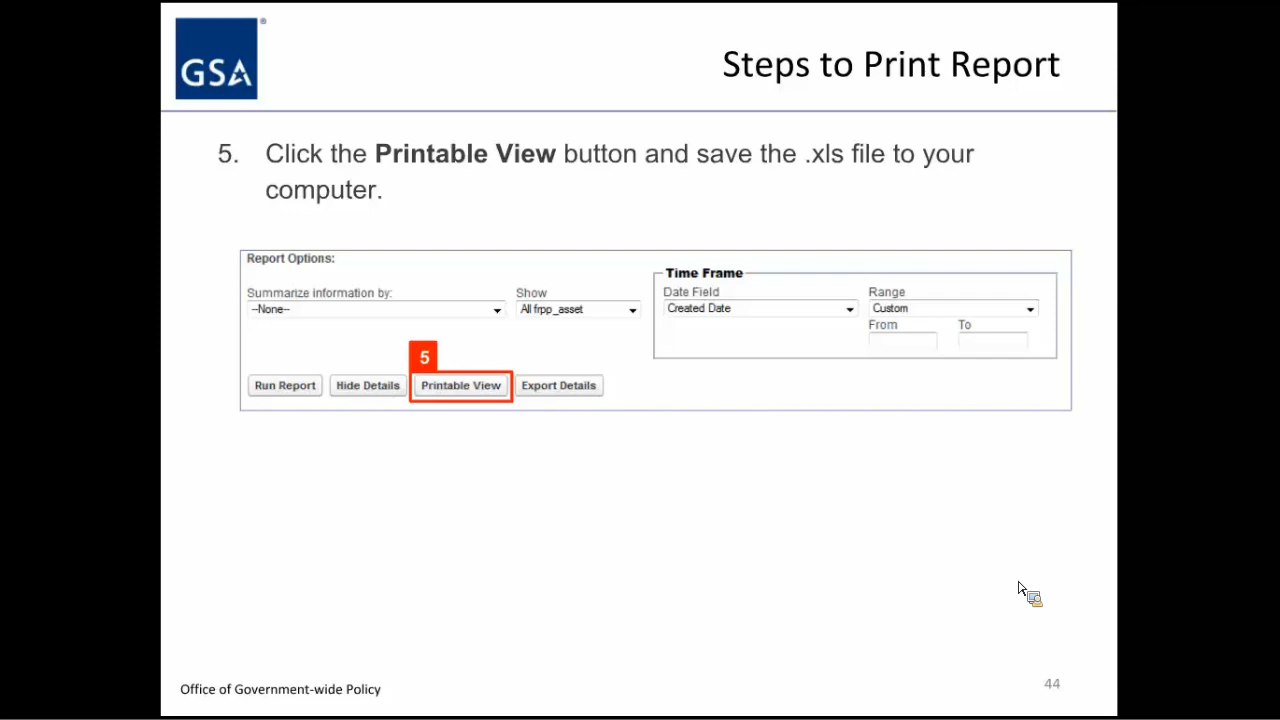 GSA
®
Steps to Print Report
5. Click the Printable View button and save the .xls file to your
computer.
Report Options:
Summarize information by:
--None--
Show
All frpp_asset
Time Frame
Date Field
Created Date
Range
Custom
From
To
5
Run Report
Hide Details
Printable View
Export Details
Office of Government-wide Policy
44